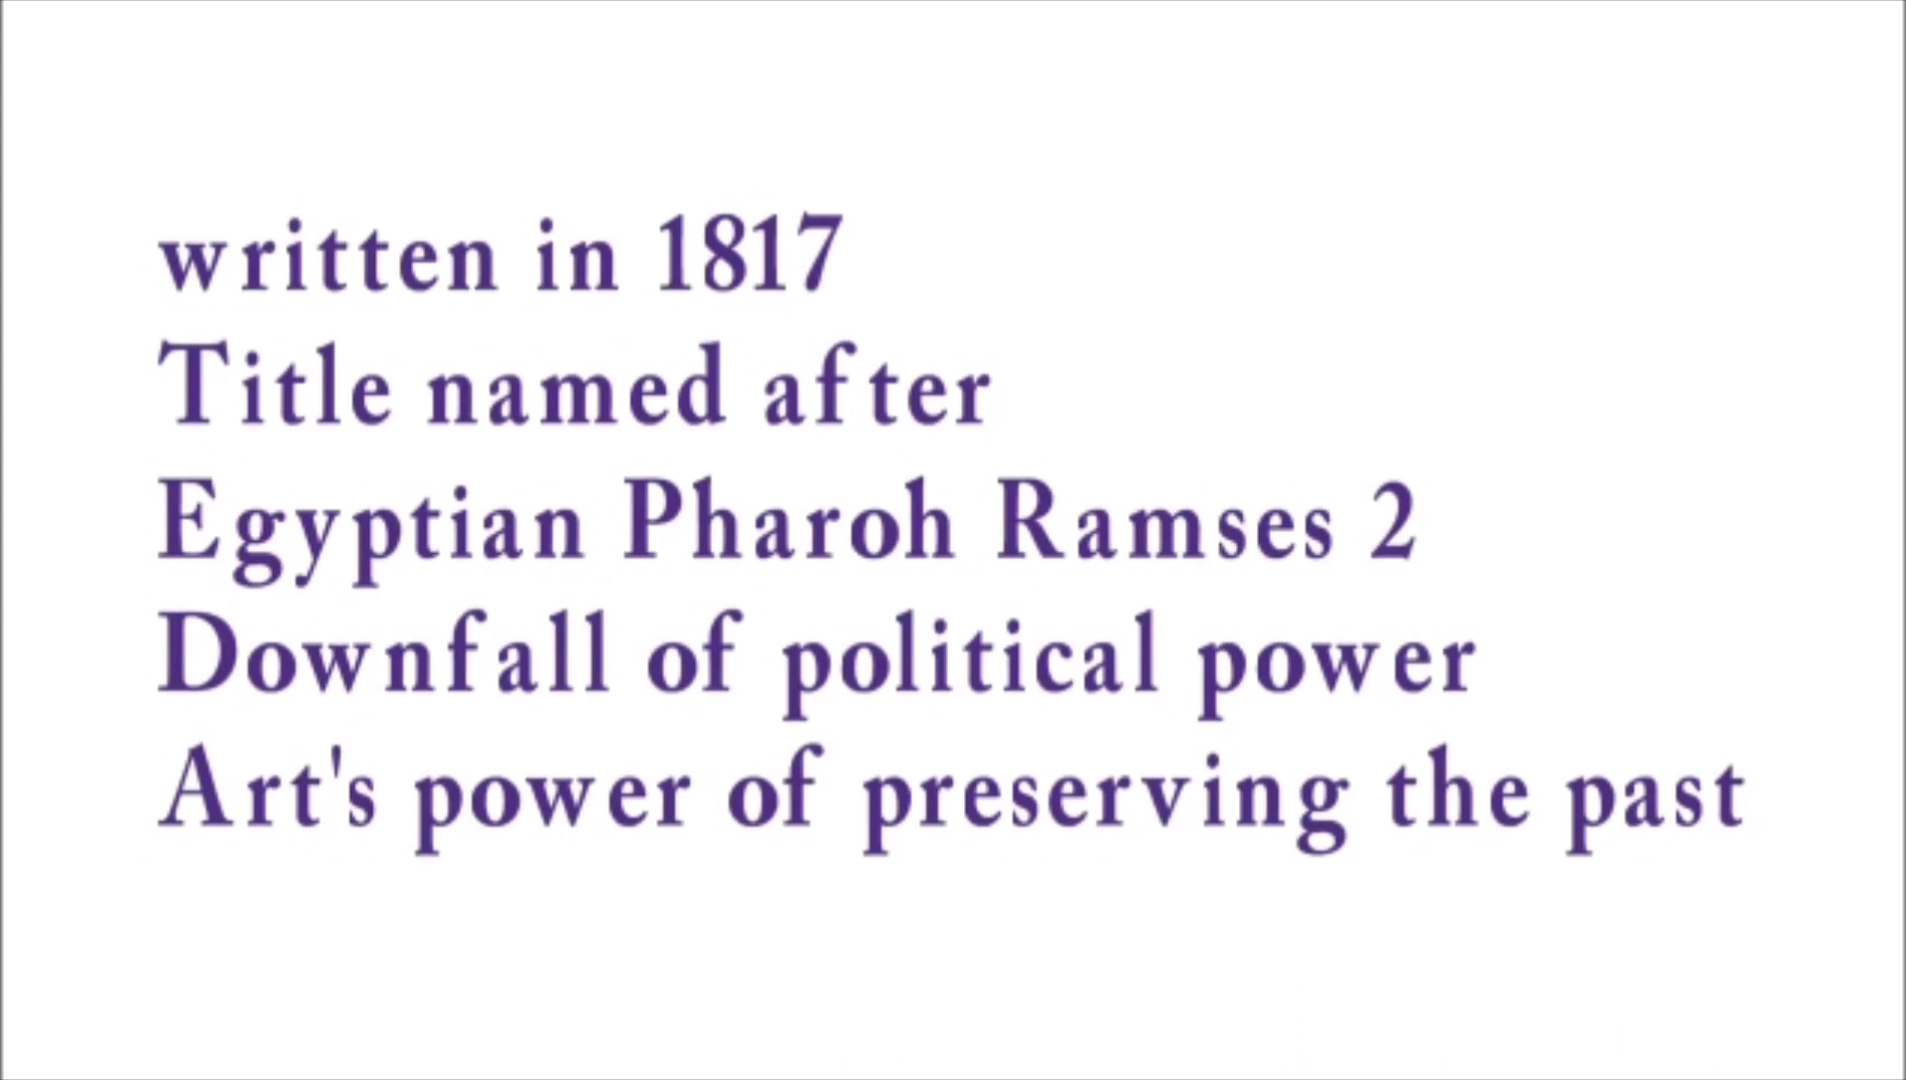 written in 1817
Title named after
Egyptian Pharoh Ramses 2
Downfall of political power
Art's power of preserving the past